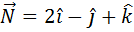 N⃗ = 2î − ĵ + k̂